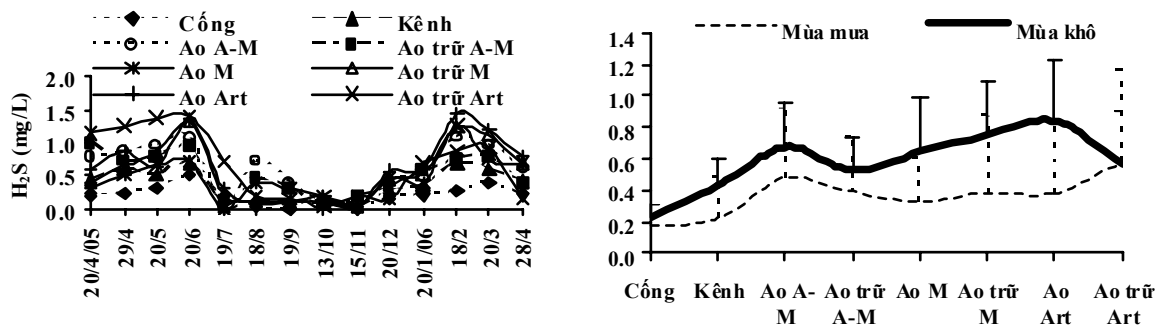 Cống Kênh
Ao A-M Ao trữ A-M
Ao M Ao trữ M
Ao Art Ao trữ Art
H₂S (mg/L)
2.0
1.5
1.0
0.5
0.0
20/4/05 29/4 20/5 20/6 19/7 18/8 19/9 13/10 15/11 20/12 20/1/06 18/2 20/3 28/4
Mùa mưa Mùa khô
1.4
1.2
1.0
0.8
0.6
0.4
0.2
0.0
Cống Kênh Ao A- Ao trữ Ao M Ao trữ Ao Ao trữ
M A-M M Art Art